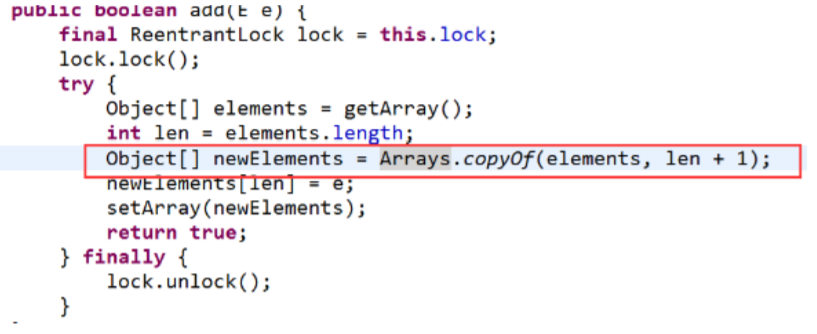 public boolean add(E e) {
    final ReentrantLock lock = this.lock;
    lock.lock();
    try {
        Object[] elements = getArray();
        int len = elements.length;
        Object[] newElements = Arrays.copyOf(elements, len + 1);
        newElements[len] = e;
        setArray(newElements);
        return true;
    } finally {
        lock.unlock();
    }